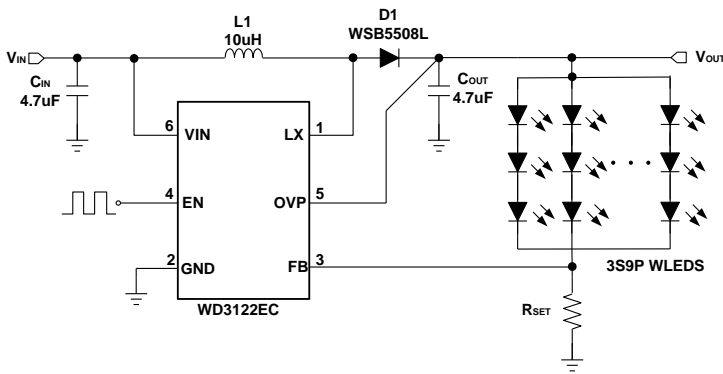 L1
10uH
D1
WSB5508L
VIN
VOUT
CIN
4.7uF
COUT
4.7uF
6
VIN
LX
1
4
EN
OVP
5
2
GND
FB
3
3S9P WLEDS
WD3122EC
RSET